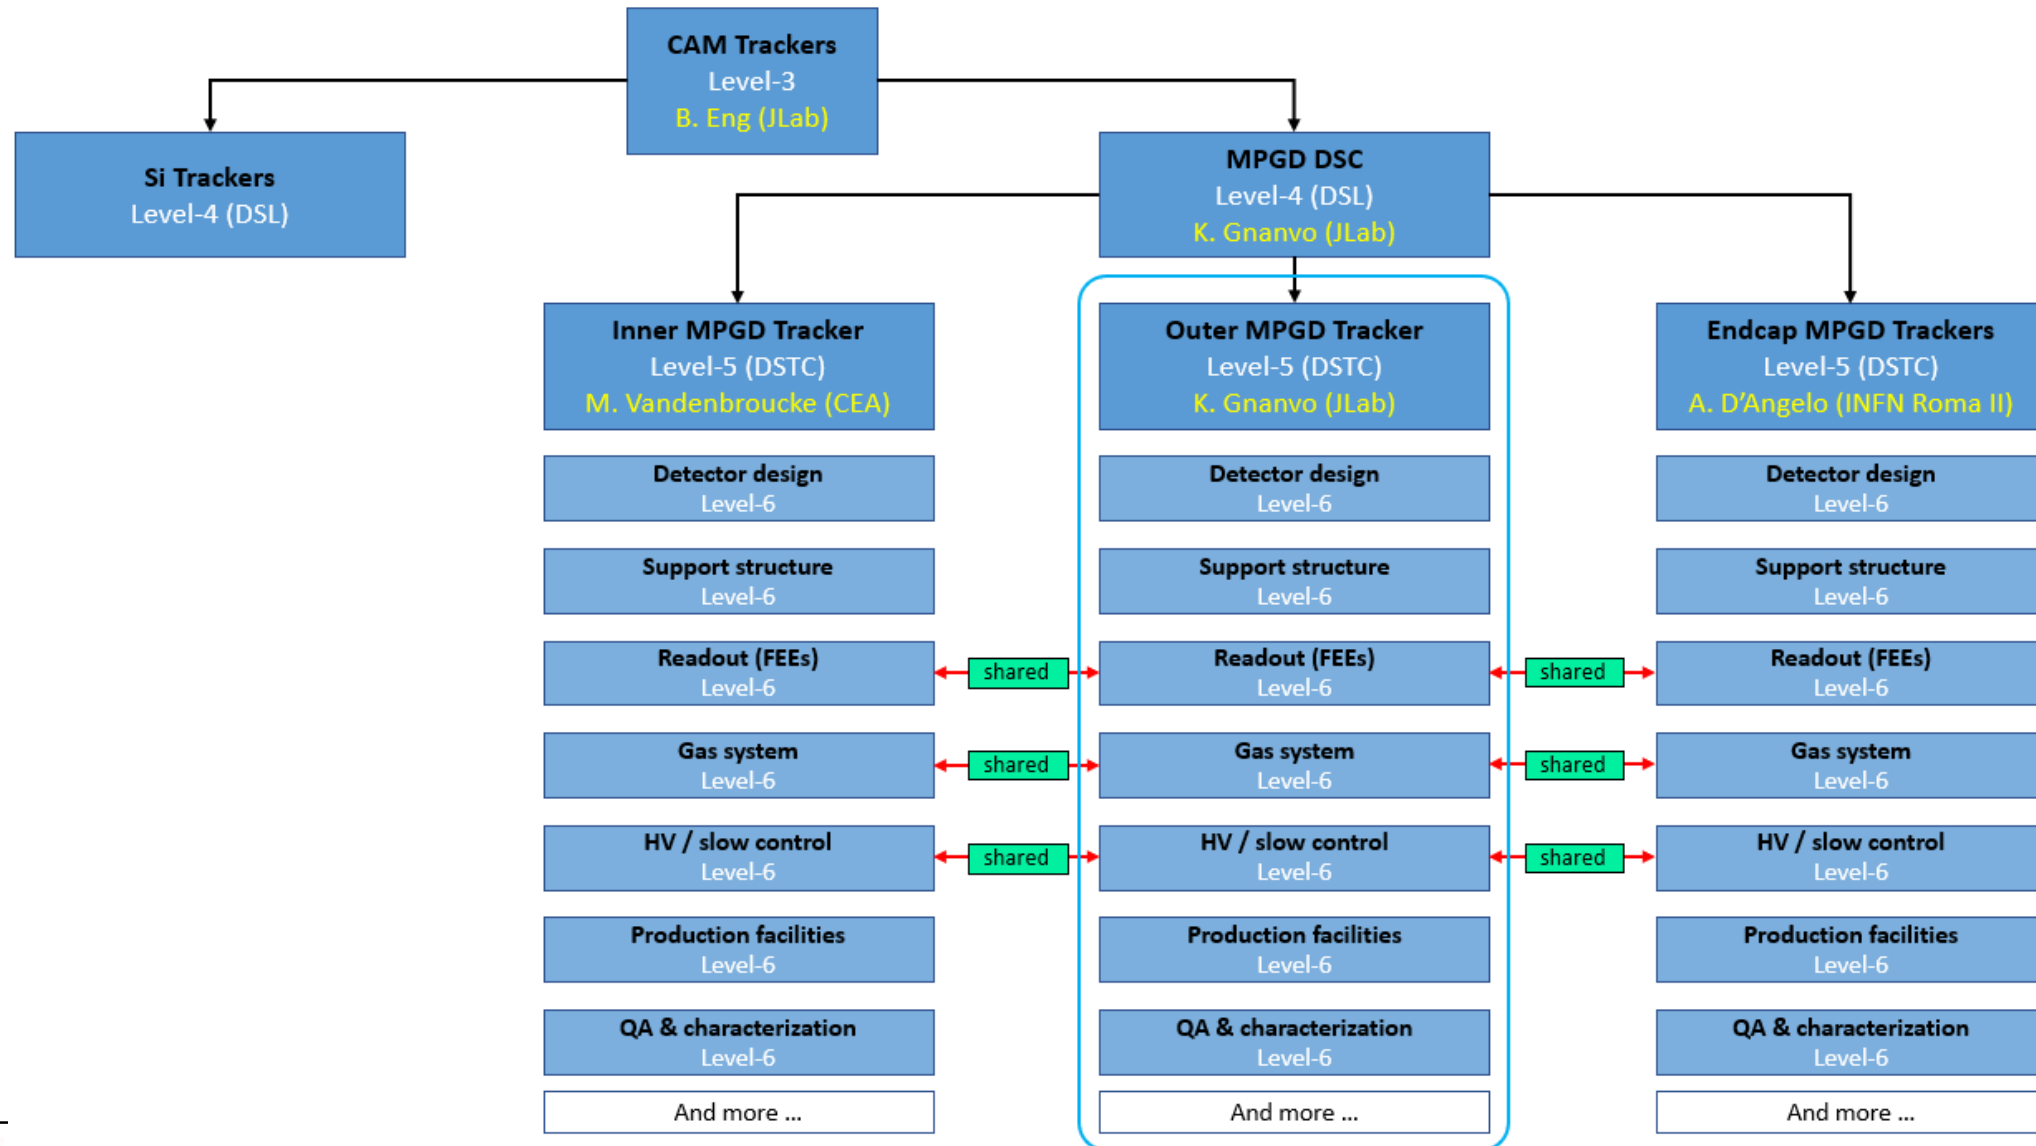 CAM Trackers
Level-3
B. Eng (JLab)
Si Trackers
Level-4 (DSL)
MPGD DSC
Level-4 (DSL)
K. Gnanvo (JLab)
Inner MPGD Tracker
Level-5 (DSTC)
M. Vandenbroucke (CEA)
Outer MPGD Tracker
Level-5 (DSTC)
K. Gnanvo (JLab)
Endcap MPGD Trackers
Level-5 (DSTC)
A. D’Angelo (INFN Roma II)
Detector design
Level-6
Detector design
Level-6
Detector design
Level-6
Support structure
Level-6
Support structure
Level-6
Support structure
Level-6
Readout (FEEs)
Level-6
shared
Readout (FEEs)
Level-6
shared
Readout (FEEs)
Level-6
Gas system
Level-6
shared
Gas system
Level-6
shared
Gas system
Level-6
HV / slow control
Level-6
shared
HV / slow control
Level-6
shared
HV / slow control
Level-6
Production facilities
Level-6
Production facilities
Level-6
Production facilities
Level-6
QA & characterization
Level-6
QA & characterization
Level-6
QA & characterization
Level-6
And more ...
And more ...
And more ...